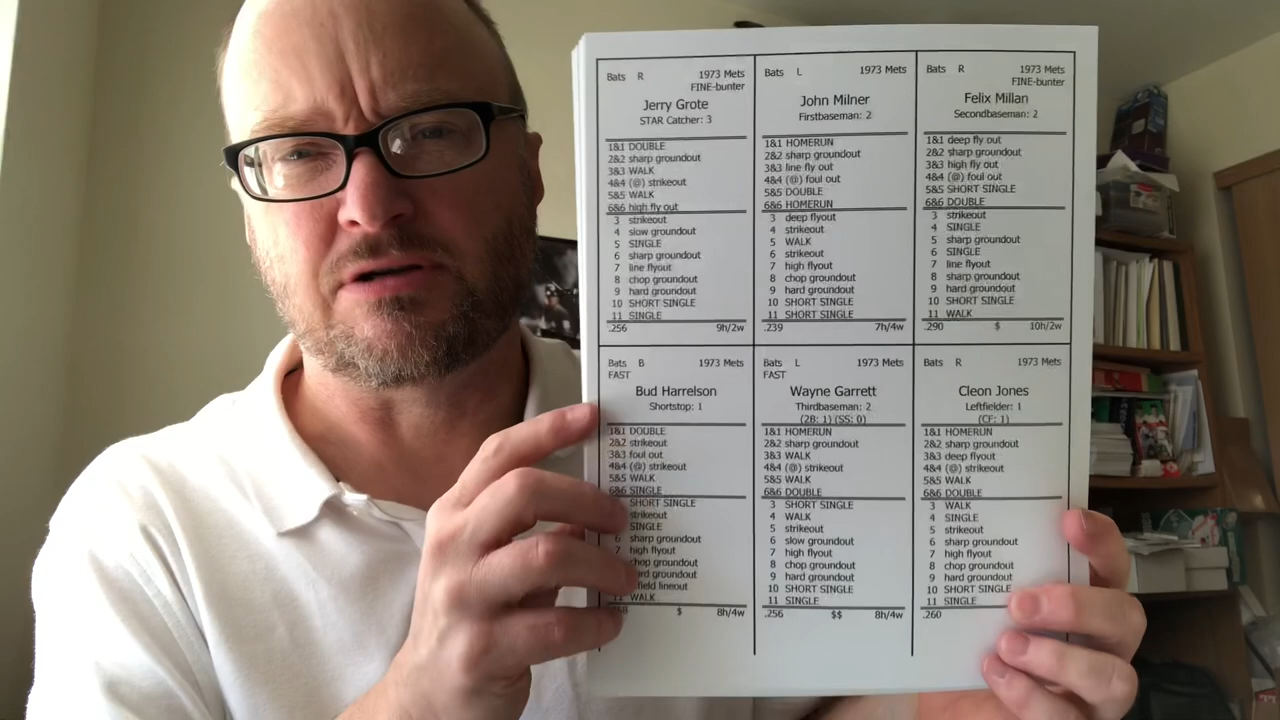 Bats R 1973 Mets
FINE-bunter
Jerry Grote
STAR Catcher: 3
1&1 DOUBLE
2&2 sharp groundout
3&3 WALK
4&4 (@) strikeout
5&5 WALK
6&6 high fly out
3 strikeout
4 slow groundout
5 SINGLE
6 sharp groundout
7 line flyout
8 chop groundout
9 hard groundout
10 SHORT SINGLE
11 SINGLE
.256 9h/2w
Bats L 1973 Mets
John Milner
Firstbaseman: 2
1&1 HOMERUN
2&2 sharp groundout
3&3 line fly out
4&4 (@) foul out
5&5 DOUBLE
6&6 HOMERUN
3 deep flyout
4 strikeout
5 WALK
6 strikeout
7 high flyout
8 chop groundout
9 hard groundout
10 SHORT SINGLE
11 SHORT SINGLE
.239 7h/4w
Bats R 1973 Mets
FINE-bunter
Felix Millan
Secondbaseman: 2
1&1 deep fly out
2&2 sharp groundout
3&3 high fly out
4&4 (@) foul out
5&5 SHORT SINGLE
6&6 DOUBLE
3 strikeout
4 SINGLE
5 sharp groundout
6 SINGLE
7 line flyout
8 sharp groundout
9 hard groundout
10 SHORT SINGLE
11 WALK
.290 $ 10h/2w
Bats B 1973 Mets
FAST
Bud Harrelson
Shortstop: 1
1&1 DOUBLE
2&2 strikeout
3&3 foul out
4&4 (@) strikeout
5&5 WALK
6&6 SINGLE
SHORT SINGLE
strikeout
SINGLE
6 sharp groundout
7 high flyout
chop groundout
hard groundout
lineout
11 WALK
$ 8h/4w
Bats L 1973 Mets
FAST
Wayne Garrett
Thirdbaseman: 2
(2B: 1) (SS: 0)
1&1 HOMERUN
2&2 sharp groundout
3&3 WALK
4&4 (@) strikeout
5&5 WALK
6&6 DOUBLE
3 SHORT SINGLE
4 WALK
5 strikeout
6 slow groundout
7 high flyout
8 chop groundout
9 hard groundout
10 SHORT SINGLE
11 SINGLE
.256 $$ 8h/4w
Bats R 1973 Mets
Cleon Jones
Leftfielder: 1
(CF: 1)
1&1 HOMERUN
2&2 sharp groundout
3&3 deep flyout
4&4 (@) strikeout
5&5 WALK
6&6 DOUBLE
3 WALK
4 SINGLE
5 strikeout
6 sharp groundout
7 high flyout
8 chop groundout
9 hard groundout
10 SHORT SINGLE
11 SINGLE
.260